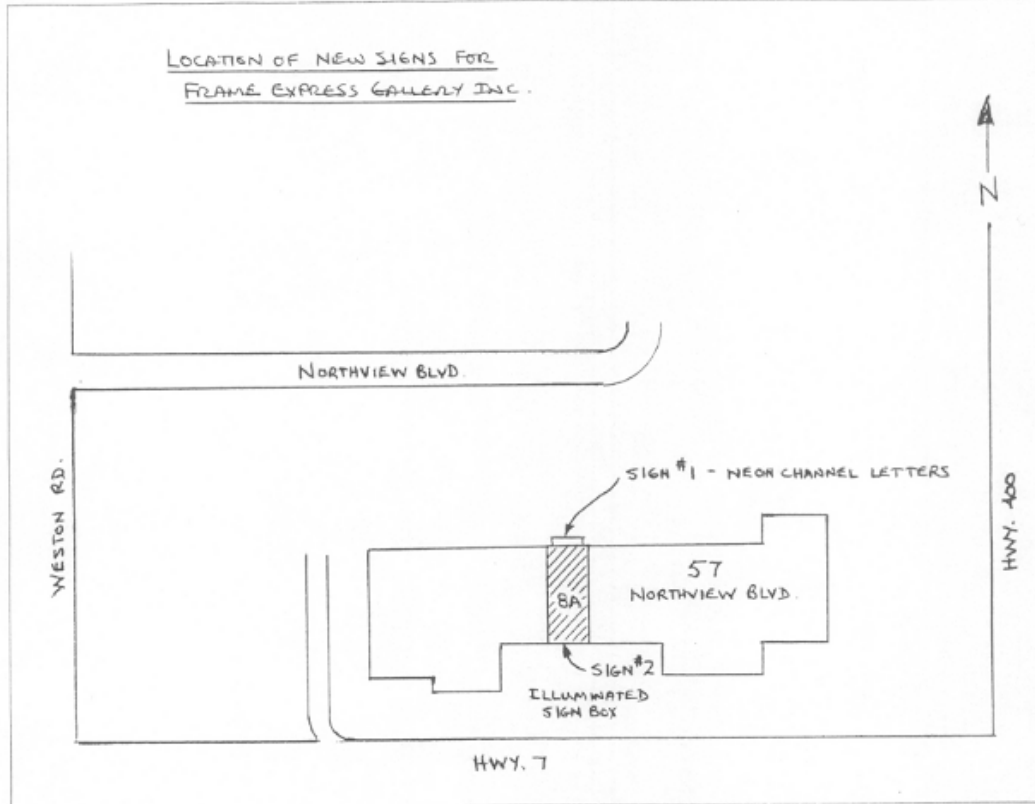 LOCATION OF NEW SIGNS FOR
FRAME EXPRESS GALLERY INC.
N
NORTHVIEW BLVD.
WESTON RD.
SIGN #1 - NEON CHANNEL LETTERS
HWY. 400
57
NORTHVIEW BLVD.
8A
SIGN #2
ILLUMINATED
SIGN BOX
HWY. 7